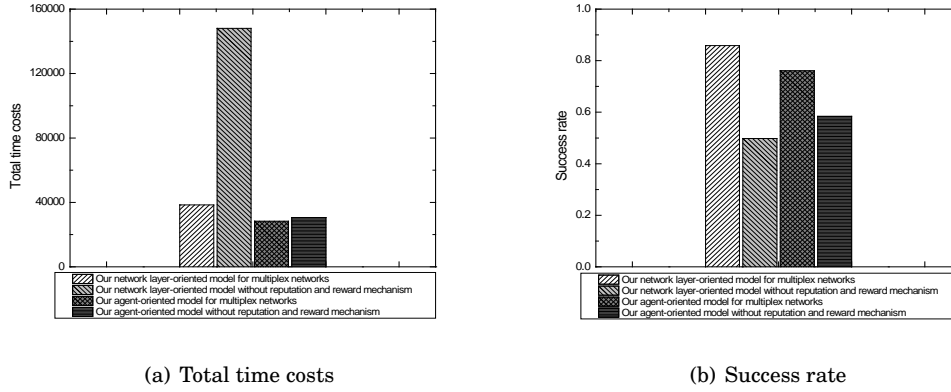 160000
120000
80000
40000
0
Total time costs
Our network layer-oriented model for multiplex networks
Our network layer-oriented model without reputation and reward mechanism
Our agent-oriented model for multiplex networks
Our agent-oriented model without reputation and reward mechanism
(a) Total time costs
1.0
0.8
0.6
0.4
0.2
0.0
Success rate
Our network layer-oriented model for multiplex networks
Our network layer-oriented model without reputation and reward mechanism
Our agent-oriented model for multiplex networks
Our agent-oriented model without reputation and reward mechanism
(b) Success rate